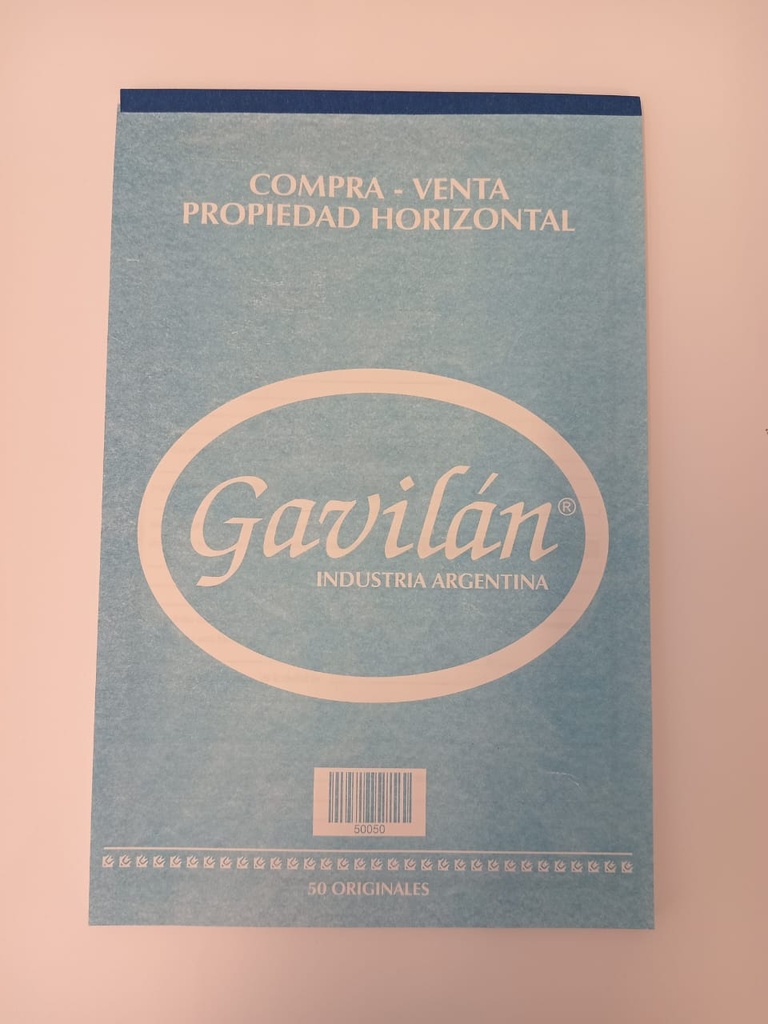 COMPRA - VENTA
PROPIEDAD HORIZONTAL
Gavilán®
INDUSTRIA ARGENTINA
50050
50 ORIGINALES